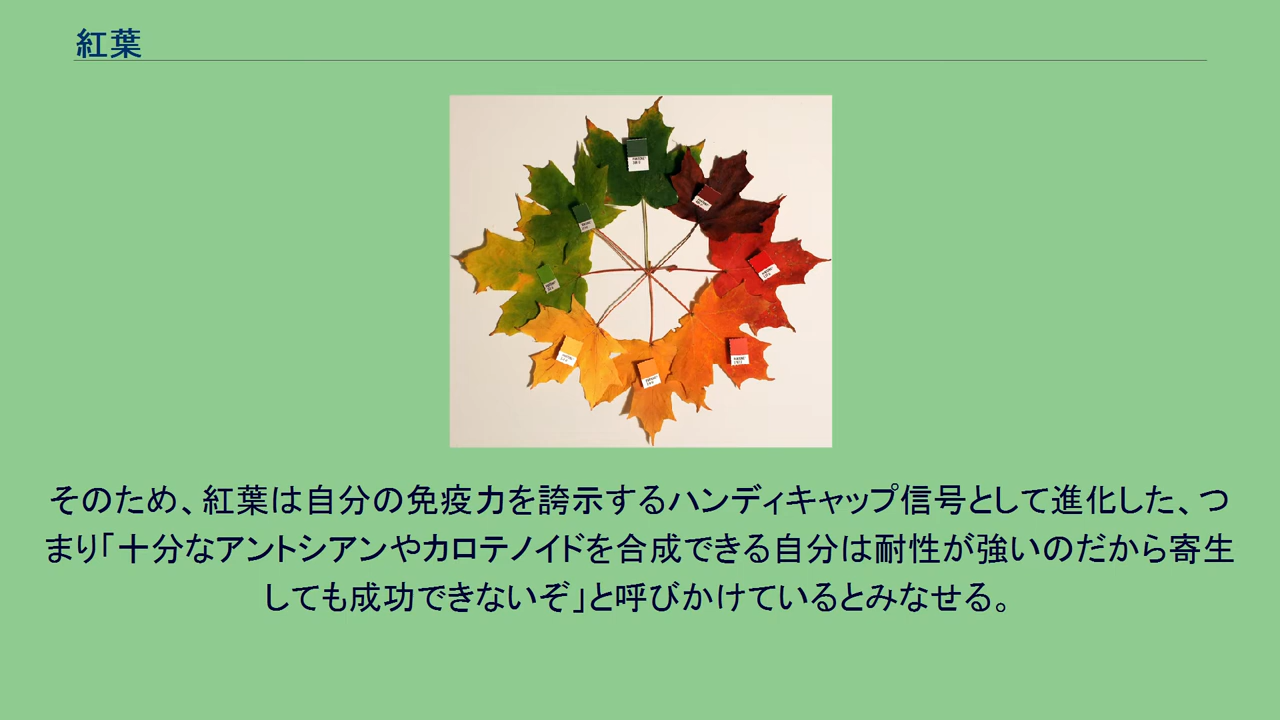 紅葉
そのため、紅葉は自分の免疫力を誇示するハンディキャップ信号として進化した、つ
まり「十分なアントシアンやカロテノイドを合成できる自分は耐性が強いのだから寄生
しても成功できないぞ」と呼びかけているとみなせる。